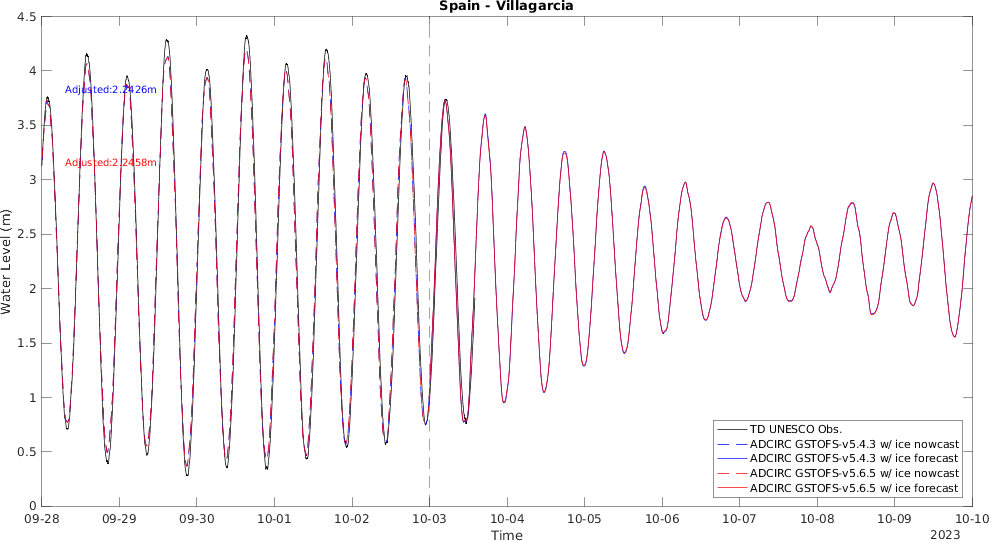 Spain - Villagarcia
4.5
4
3.5
3
2.5
2
1.5
1
0.5
0
Water Level (m)
Adjusted:2.2426m
Adjusted:2.2458m
TD UNESCO Obs.
ADCIRC GSTOFS-v5.4.3 w/ ice nowcast
ADCIRC GSTOFS-v5.4.3 w/ ice forecast
ADCIRC GSTOFS-v5.6.5 w/ ice nowcast
ADCIRC GSTOFS-v5.6.5 w/ ice forecast
09-28 09-29 09-30 10-01 10-02 10-03 10-04 10-05 10-06 10-07 10-08 10-09 10-10
Time
2023